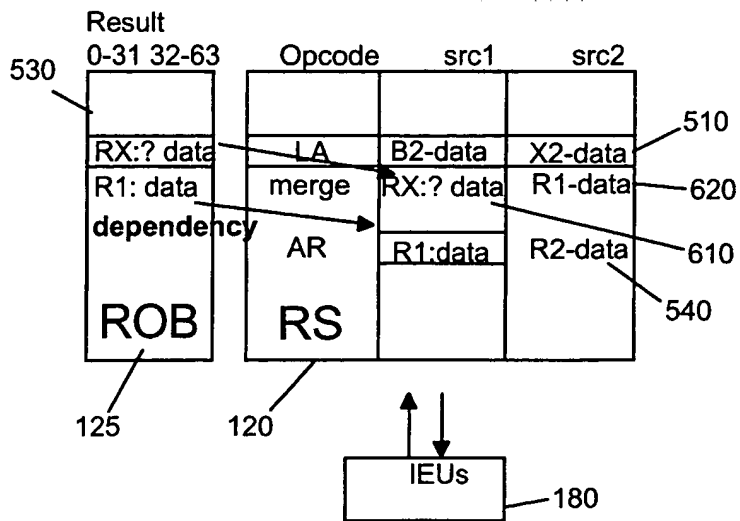 Result
0-31 32-63 Opcode src1 src2
530
510
RX:? data LA B2-data X2-data
R1: data merge RX:? data R1-data 620
dependency
610
AR R1:data R2-data
540
ROB RS
125 120
IEUs
180